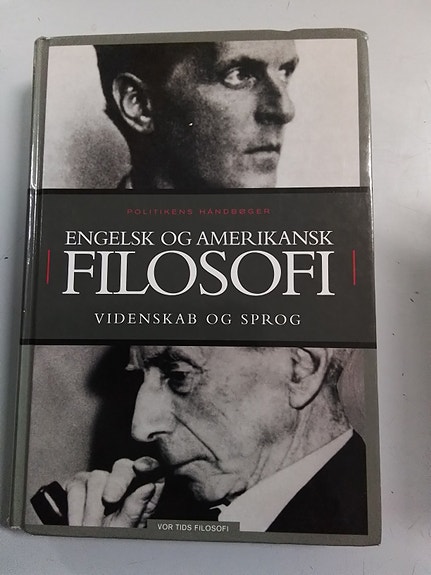 POLITIKENS HÅNDBØGER
ENGELSK OG AMERIKANSK
FILOSOFI
VIDENSKAB OG SPROG
VOR TIDS FILOSOFI